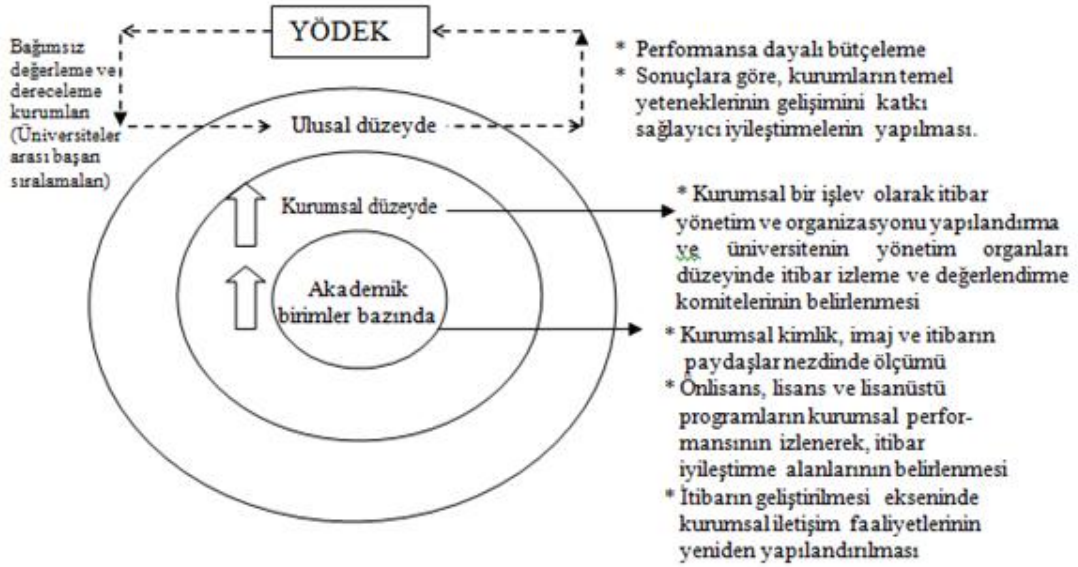 YÖDEK
Bağımsız
değerleme ve
dereceleme
kurumları
(Üniversiteler
arası başarı
sıralamaları)
Ulusal düzeyde
* Performansa dayalı bütçeleme
* Sonuçlara göre, kurumların temel
yeteneklerinin gelişimini katkı
sağlayıcı iyileştirmelerin yapılması.
Kurumsal düzeyde
* Kurumsal bir işlev olarak itibar
yönetim ve organizasyonu yapılandırma
ve üniversitenin yönetim organları
düzeyinde itibar izleme ve değerlendirme
komitelerinin belirlenmesi
Akademik
birimler bazında
* Kurumsal kimlik, imaj ve itibarın
paydaşlar nezdinde ölçümü
* Önlisans, lisans ve lisanüstü
programların kurumsal perfor-
mansının izlenerek, itibar
iyileştirme alanlarının belirlenmesi
* İtibarın geliştirilmesi ekseninde
kurumsal iletişim faaliyetlerinin
yeniden yapılandırılması